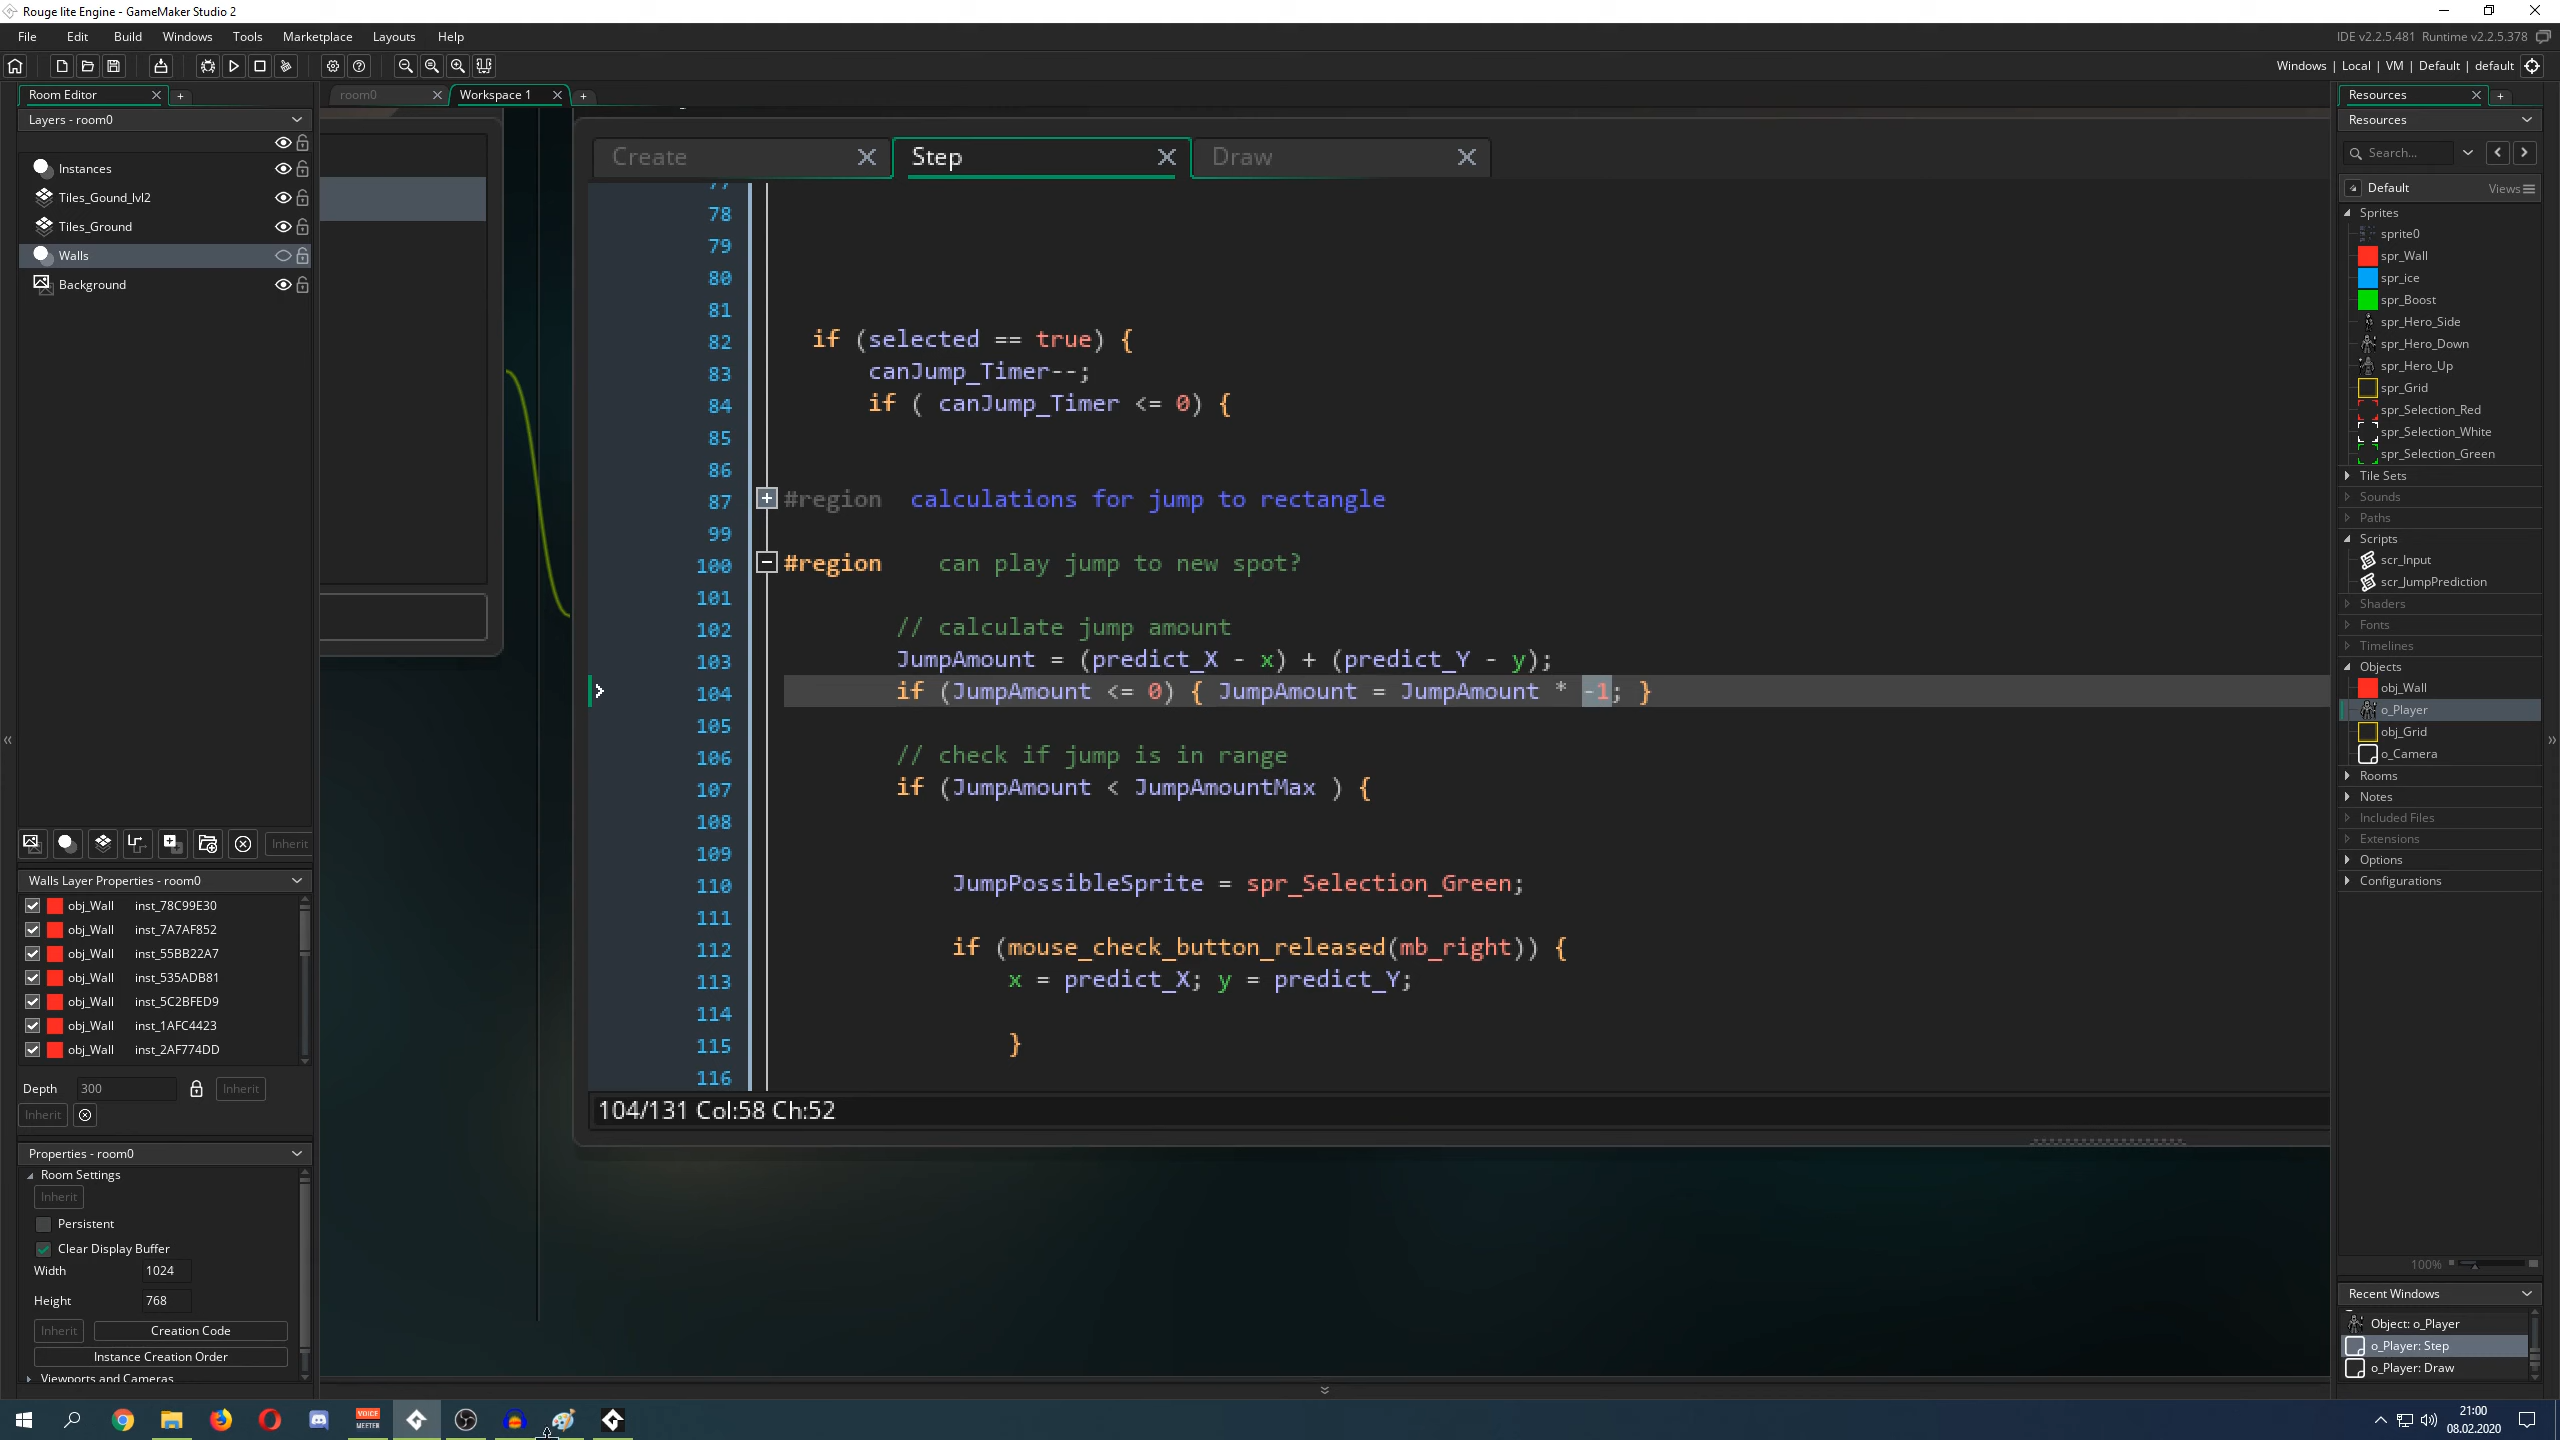 Rouge lite Engine - GameMaker Studio 2
File Edit Build Windows Tools Marketplace Layouts Help
IDE v2.2.5.481 Runtime v2.2.5.378
Windows | Local | VM | Default | default
Room Editor
room0
Workspace 1
Resources
Layers - room0
Instances
Tiles_Gound_lvl2
Tiles_Ground
Walls
Background
Inherit
Walls Layer Properties - room0
obj_Wall inst_78C99E30
obj_Wall inst_7A7AF852
obj_Wall inst_55BB22A7
obj_Wall inst_535ADB81
obj_Wall inst_5C2BFED9
obj_Wall inst_1AFC4423
obj_Wall inst_2AF774DD
Depth 300 Inherit
Inherit
Properties - room0
Room Settings
Inherit
Persistent
Clear Display Buffer
Width 1024
Height 768
Inherit Creation Code
Instance Creation Order
Viewports and Cameras
Create
Step
Draw
77
78
79
80
81
82 if (selected == true) {
83 canJump_Timer--;
84 if ( canJump_Timer <= 0) {
85
86
87 #region calculations for jump to rectangle
99
100 #region can play jump to new spot?
101
102 // calculate jump amount
103 JumpAmount = (predict_X - x) + (predict_Y - y);
104 if (JumpAmount <= 0) { JumpAmount = JumpAmount * -1; }
105
106 // check if jump is in range
107 if (JumpAmount < JumpAmountMax ) {
108
109
110 JumpPossibleSprite = spr_Selection_Green;
111
112 if (mouse_check_button_released(mb_right)) {
113 x = predict_X; y = predict_Y;
114
115 }
116
104/131 Col:58 Ch:52
Resources
Search...
Default Views
Sprites
sprite0
spr_Wall
spr_ice
spr_Boost
spr_Hero_Side
spr_Hero_Down
spr_Hero_Up
spr_Grid
spr_Selection_Red
spr_Selection_White
spr_Selection_Green
Tile Sets
Sounds
Paths
Scripts
scr_Input
scr_JumpPrediction
Shaders
Fonts
Timelines
Objects
obj_Wall
o_Player
obj_Grid
o_Camera
Rooms
Notes
Included Files
Extensions
Options
Configurations
100%
Recent Windows
Object: o_Player
o_Player: Step
o_Player: Draw
VOICE
MEETER
21:00
08.02.2020